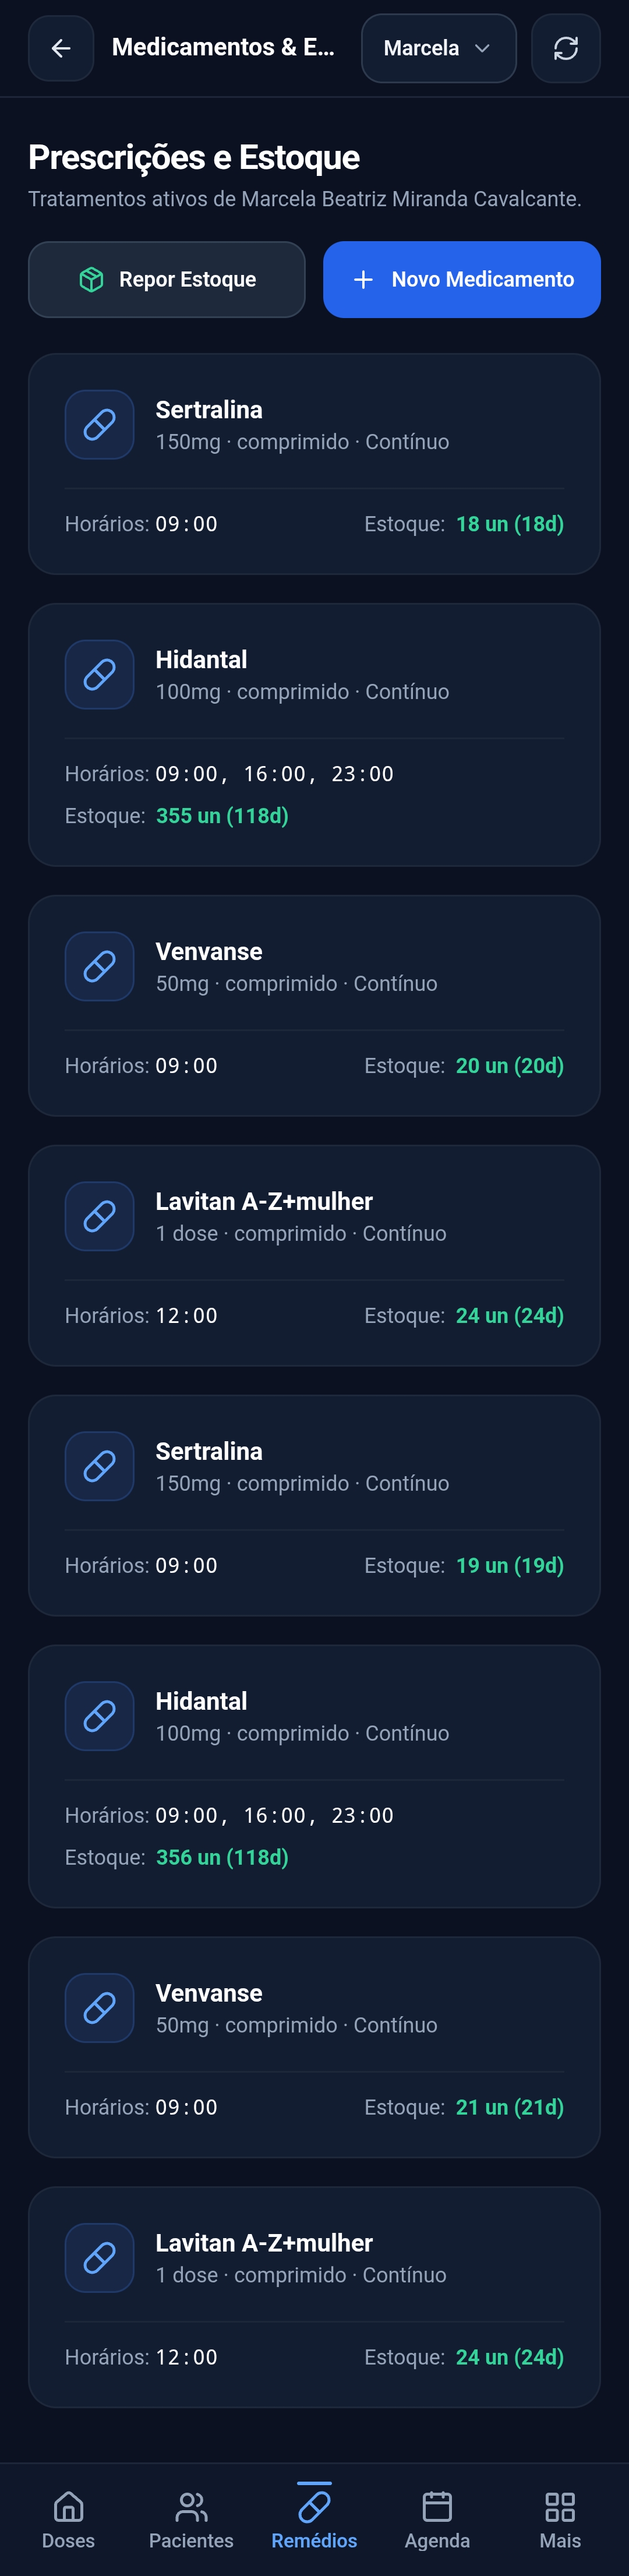 Medicamentos & E...
Marcela
Prescrições e Estoque
Tratamentos ativos de Marcela Beatriz Miranda Cavalcante.
Repor Estoque
Novo Medicamento
Sertralina
150mg · comprimido · Contínuo
Horários: 09:00 Estoque: 18 un (18d)
Hidantal
100mg · comprimido · Contínuo
Horários: 09:00, 16:00, 23:00
Estoque: 355 un (118d)
Venvanse
50mg · comprimido · Contínuo
Horários: 09:00 Estoque: 20 un (20d)
Lavitan A-Z+mulher
1 dose · comprimido · Contínuo
Horários: 12:00 Estoque: 24 un (24d)
Sertralina
150mg · comprimido · Contínuo
Horários: 09:00 Estoque: 19 un (19d)
Hidantal
100mg · comprimido · Contínuo
Horários: 09:00, 16:00, 23:00
Estoque: 356 un (118d)
Venvanse
50mg · comprimido · Contínuo
Horários: 09:00 Estoque: 21 un (21d)
Lavitan A-Z+mulher
1 dose · comprimido · Contínuo
Horários: 12:00 Estoque: 24 un (24d)
Doses Pacientes Remédios Agenda Mais